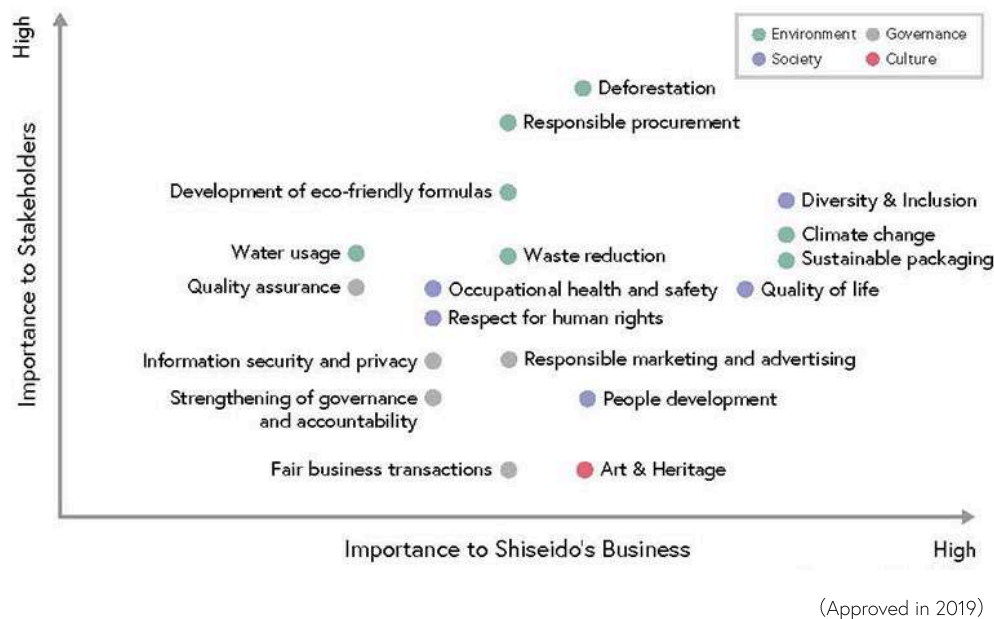 High
Environment
Governance
Society
Culture
Deforestation
Responsible procurement
Development of eco-friendly formulas
Diversity & Inclusion
Climate change
Water usage
Waste reduction
Sustainable packaging
Quality assurance
Occupational health and safety
Quality of life
Respect for human rights
Information security and privacy
Responsible marketing and advertising
Strengthening of governance
and accountability
People development
Fair business transactions
Art & Heritage
Importance to Stakeholders
Importance to Shiseido's Business
High
(Approved in 2019)